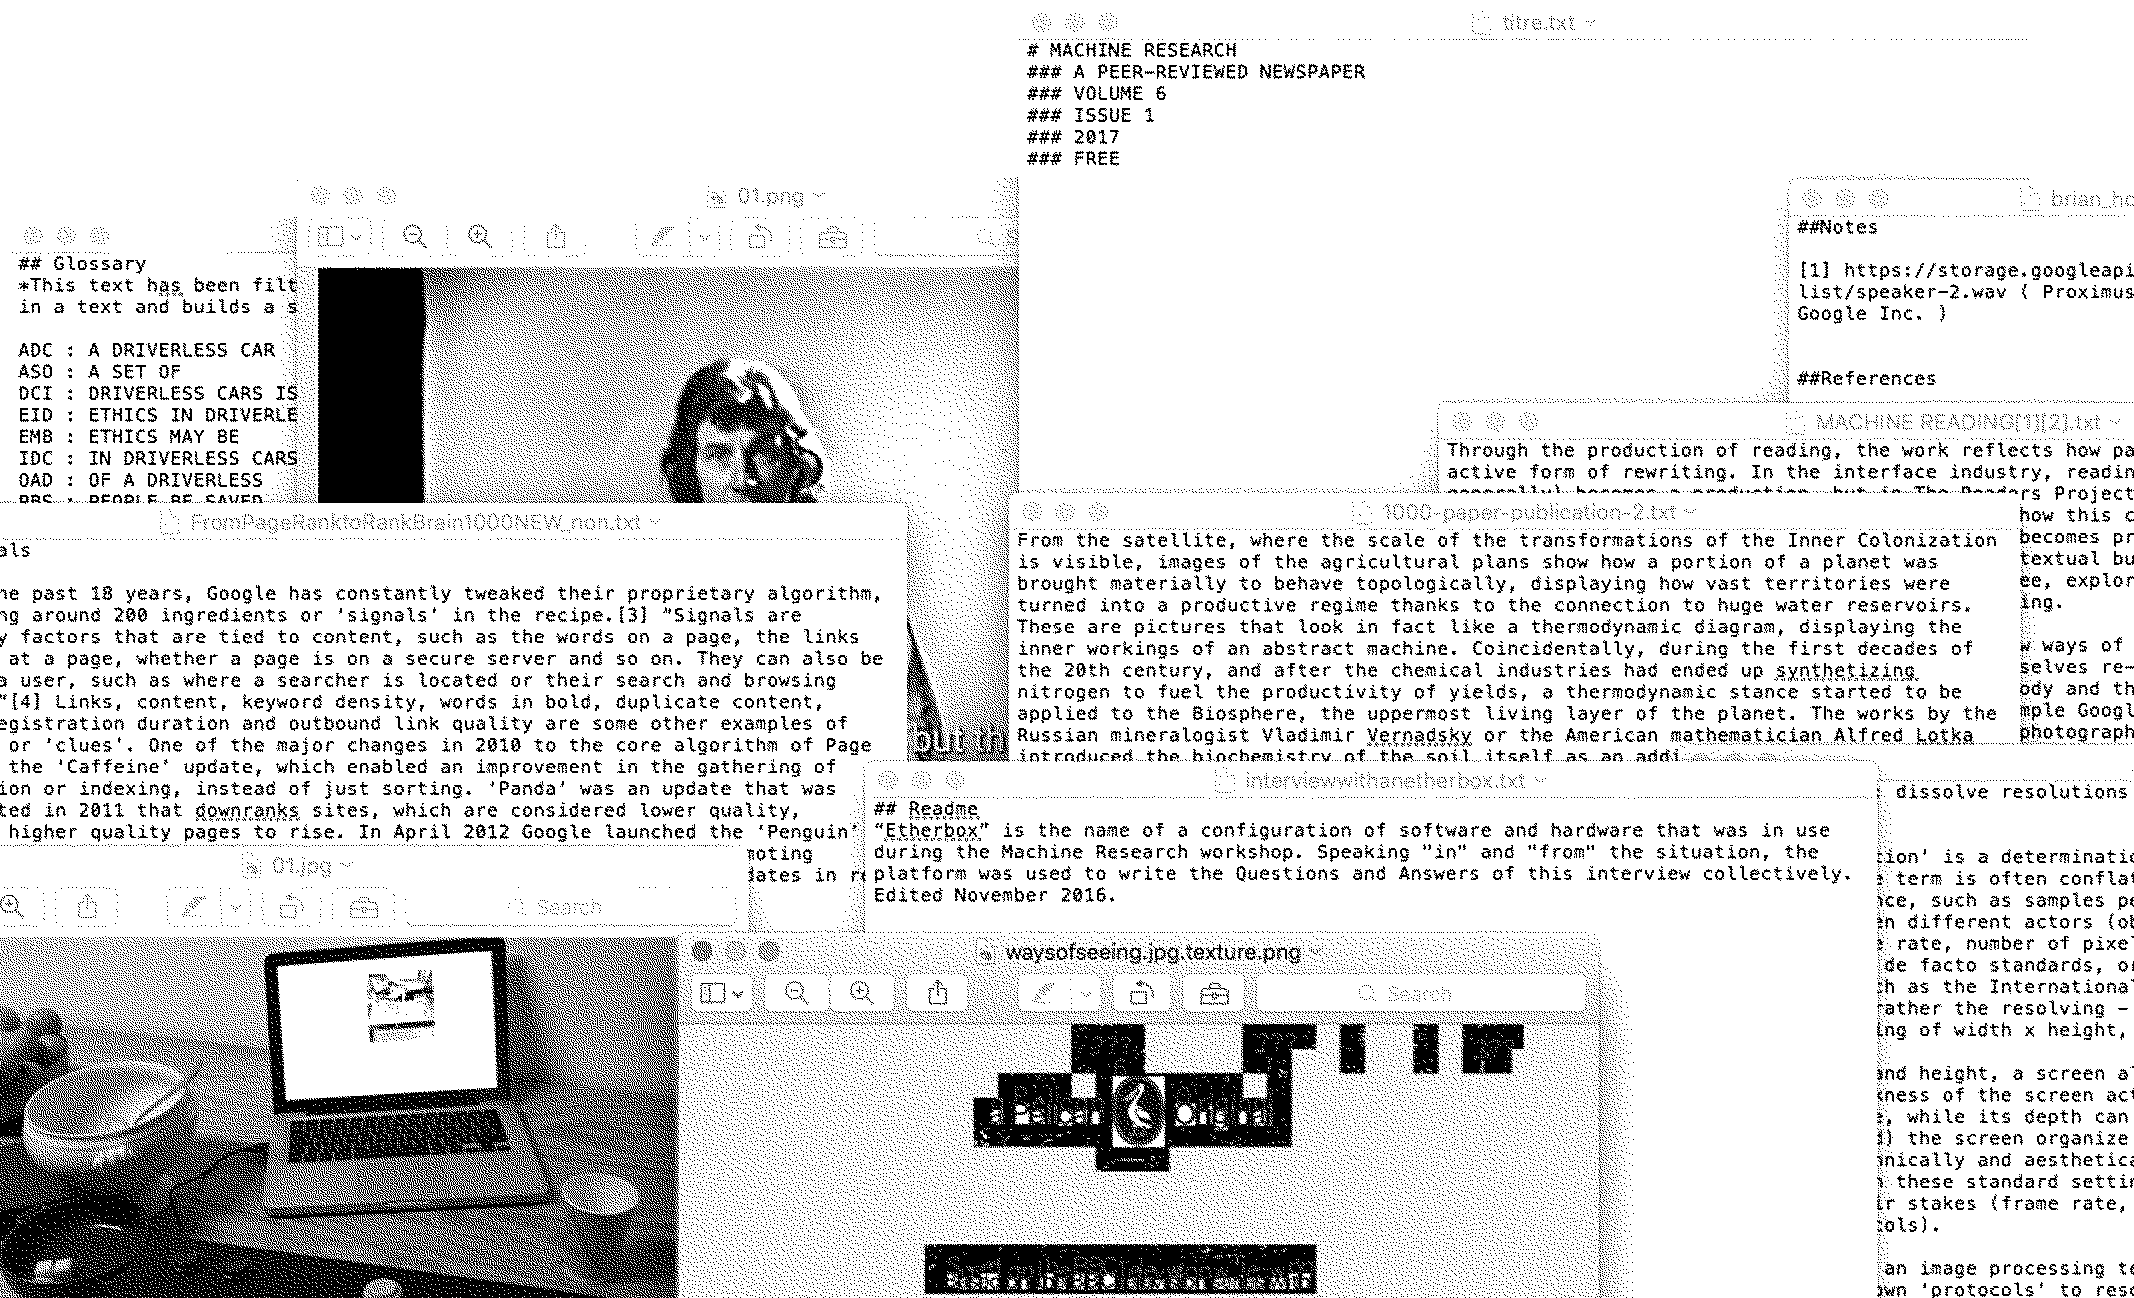 titre.txt
# MACHINE RESEARCH
### A PEER-REVIEWED NEWSPAPER
### VOLUME 6
### ISSUE 1
### 2017
### FREE
01.png
## Glossary
*This text has been filt
in a text and builds a s
ADC : A DRIVERLESS CAR
ASO : A SET OF
DCI : DRIVERLESS CARS IS
EID : ETHICS IN DRIVERLE
EMB : ETHICS MAY BE
IDC : IN DRIVERLESS CARS
OAD : OF A DRIVERLESS
PBS : PEOPLE BE SAVED
brian_ho
##Notes
[1] https://storage.googleapi
list/speaker-2.wav ( Proximus
Google Inc. )
##References
MACHINE READING[1][2].txt
Through the production of reading, the work reflects how pa
active form of rewriting. In the interface industry, readin
generally) becomes a production, but in The Readers Project
how this c
becomes pr
textual bu
ee, explor
ing.
w ways of
selves re-
ody and th
mple Googl
photograph
FromPageRanktoRankBrain1000NEW_non.txt
als
he past 18 years, Google has constantly tweaked their proprietary algorithm,
ng around 200 ingredients or 'signals' in the recipe.[3] "Signals are
y factors that are tied to content, such as the words on a page, the links
at a page, whether a page is on a secure server and so on. They can also be
a user, such as where a searcher is located or their search and browsing
"[4] Links, content, keyword density, words in bold, duplicate content,
egistration duration and outbound link quality are some other examples of
or 'clues'. One of the major changes in 2010 to the core algorithm of Page
the 'Caffeine' update, which enabled an improvement in the gathering of
ion or indexing, instead of just sorting. 'Panda' was an update that was
ted in 2011 that downranks sites, which are considered lower quality,
higher quality pages to rise. In April 2012 Google launched the 'Penguin'
moting
dates in r
but in
1000-paper-publication-2.txt
From the satellite, where the scale of the transformations of the Inner Colonization
is visible, images of the agricultural plans show how a portion of a planet was
brought materially to behave topologically, displaying how vast territories were
turned into a productive regime thanks to the connection to huge water reservoirs.
These are pictures that look in fact like a thermodynamic diagram, displaying the
inner workings of an abstract machine. Coincidentally, during the first decades of
the 20th century, and after the chemical industries had ended up synthetizing
nitrogen to fuel the productivity of yields, a thermodynamic stance started to be
applied to the Biosphere, the uppermost living layer of the planet. The works by the
Russian mineralogist Vladimir Vernadsky or the American mathematician Alfred Lotka
introduced the biochemistry of the soil itself as an addi
interviewwithanetherbox.txt
## Readme
"Etherbox" is the name of a configuration of software and hardware that was in use
during the Machine Research workshop. Speaking "in" and "from" the situation, the
platform was used to write the Questions and Answers of this interview collectively.
Edited November 2016.
01.jpg
Search
waysofseeing.jpg.texture.png
Search
dissolve resolutions
ion' is a determinatio
term is often conflat
ce, such as samples pe
n different actors (ob
rate, number of pixel
de facto standards, or
h as the International
ather the resolving -
ng of width x height,
nd height, a screen al
ness of the screen act
, while its depth can
) the screen organize
nically and aesthetica
these standard settin
r stakes (frame rate,
ols).
an image processing te
wn 'protocols' to reso